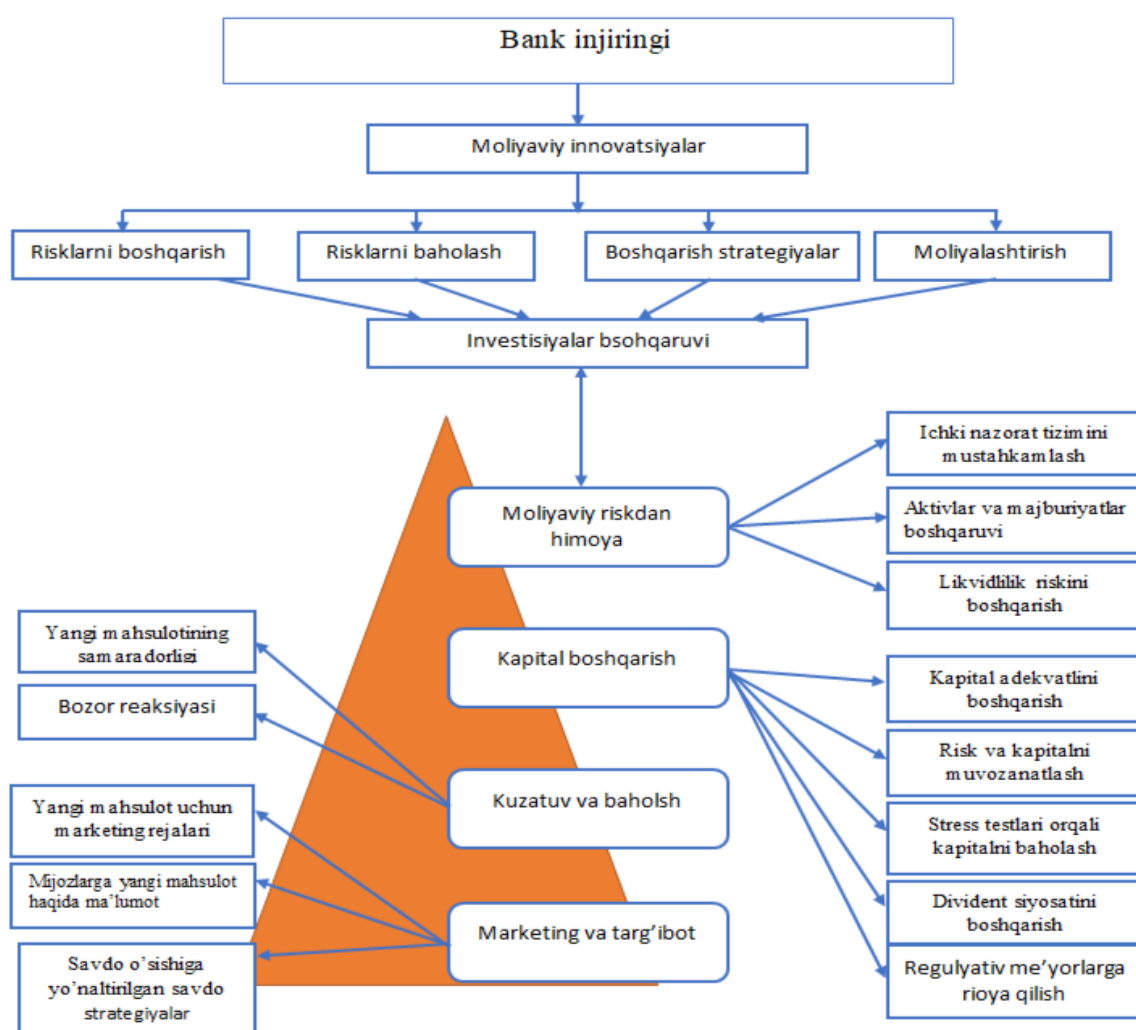 Bank injiringi
Moliyaviy innovatsiyalar
Risklarni boshqarish
Risklarni baholash
Boshqarish strategiyalar
Moliyalashtirish
Investisiyalar bsohqaruvi
Moliyaviy riskdan
himoya
Ichki nazorat tizimini
mustahkamlash
Aktivlar va majburiyatlar
boshqaruvi
Likvidlilik riskini
boshqarish
Kapital boshqarish
Kapital adekvatlini
boshqarish
Risk va kapitalni
muvozanatlash
Stress testlari orqali
kapitalni baholash
Divident siyosatini
boshqarish
Regulyativ me’yorlarga
rioya qilish
Yangi mahsulotining
samaradorligi
Bozor reaksiyasi
Kuzatuv va baholsh
Yangi mahsulot uchun
marketing rejalari
Mijozlarga yangi mahsulot
haqida ma’lumot
Savdo o’sishiga
yo’naltirilgan savdo
strategiyalar
Marketing va targ’ibot